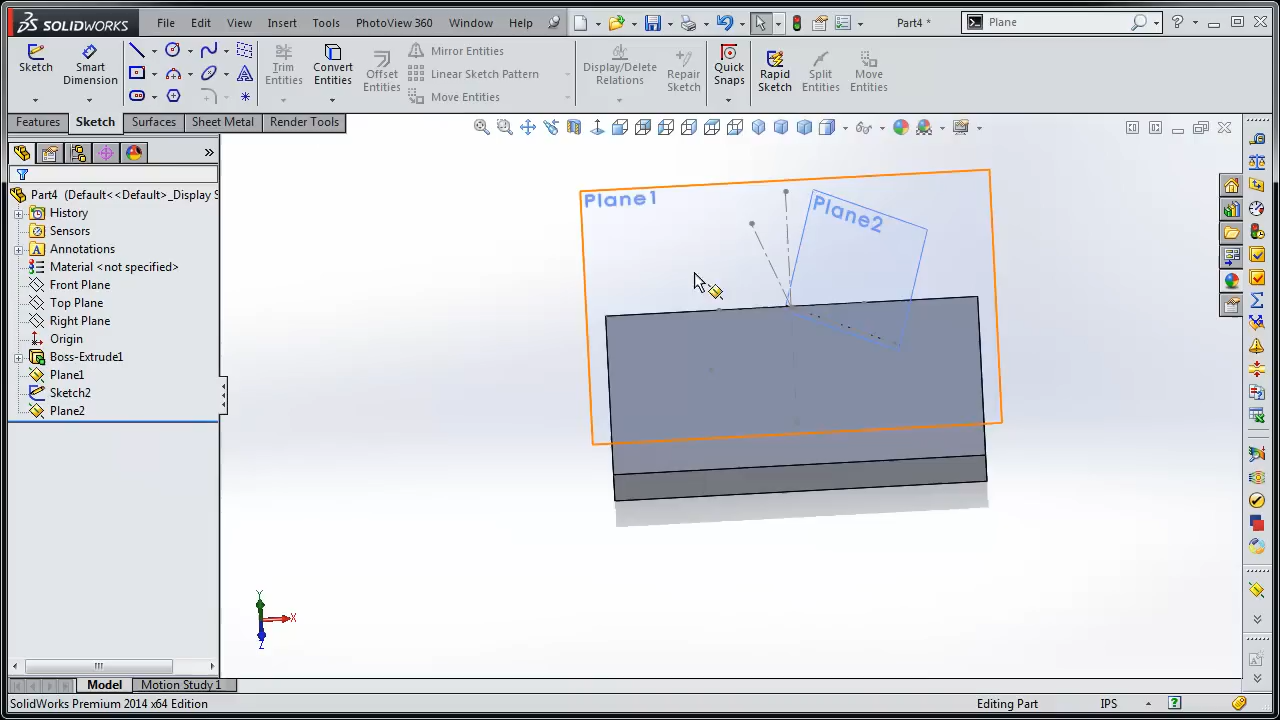 SOLIDWORKS File Edit View Insert Tools PhotoView 360 Window Help Part4 * Plane
Sketch Smart Dimension Trim Entities Convert Entities Offset Entities Mirror Entities Linear Sketch Pattern Move Entities Display/Delete Relations Repair Sketch Quick Snaps Rapid Sketch Split Entities Move Entities
Features Sketch Surfaces Sheet Metal Render Tools
Part4 (Default<<Default>_Display S
History
Sensors
Annotations
Material <not specified>
Front Plane
Top Plane
Right Plane
Origin
Boss-Extrude1
Plane1
Sketch2
Plane2
Plane1
Plane2
Y
X
Z
Model Motion Study 1
SolidWorks Premium 2014 x64 Edition Editing Part IPS